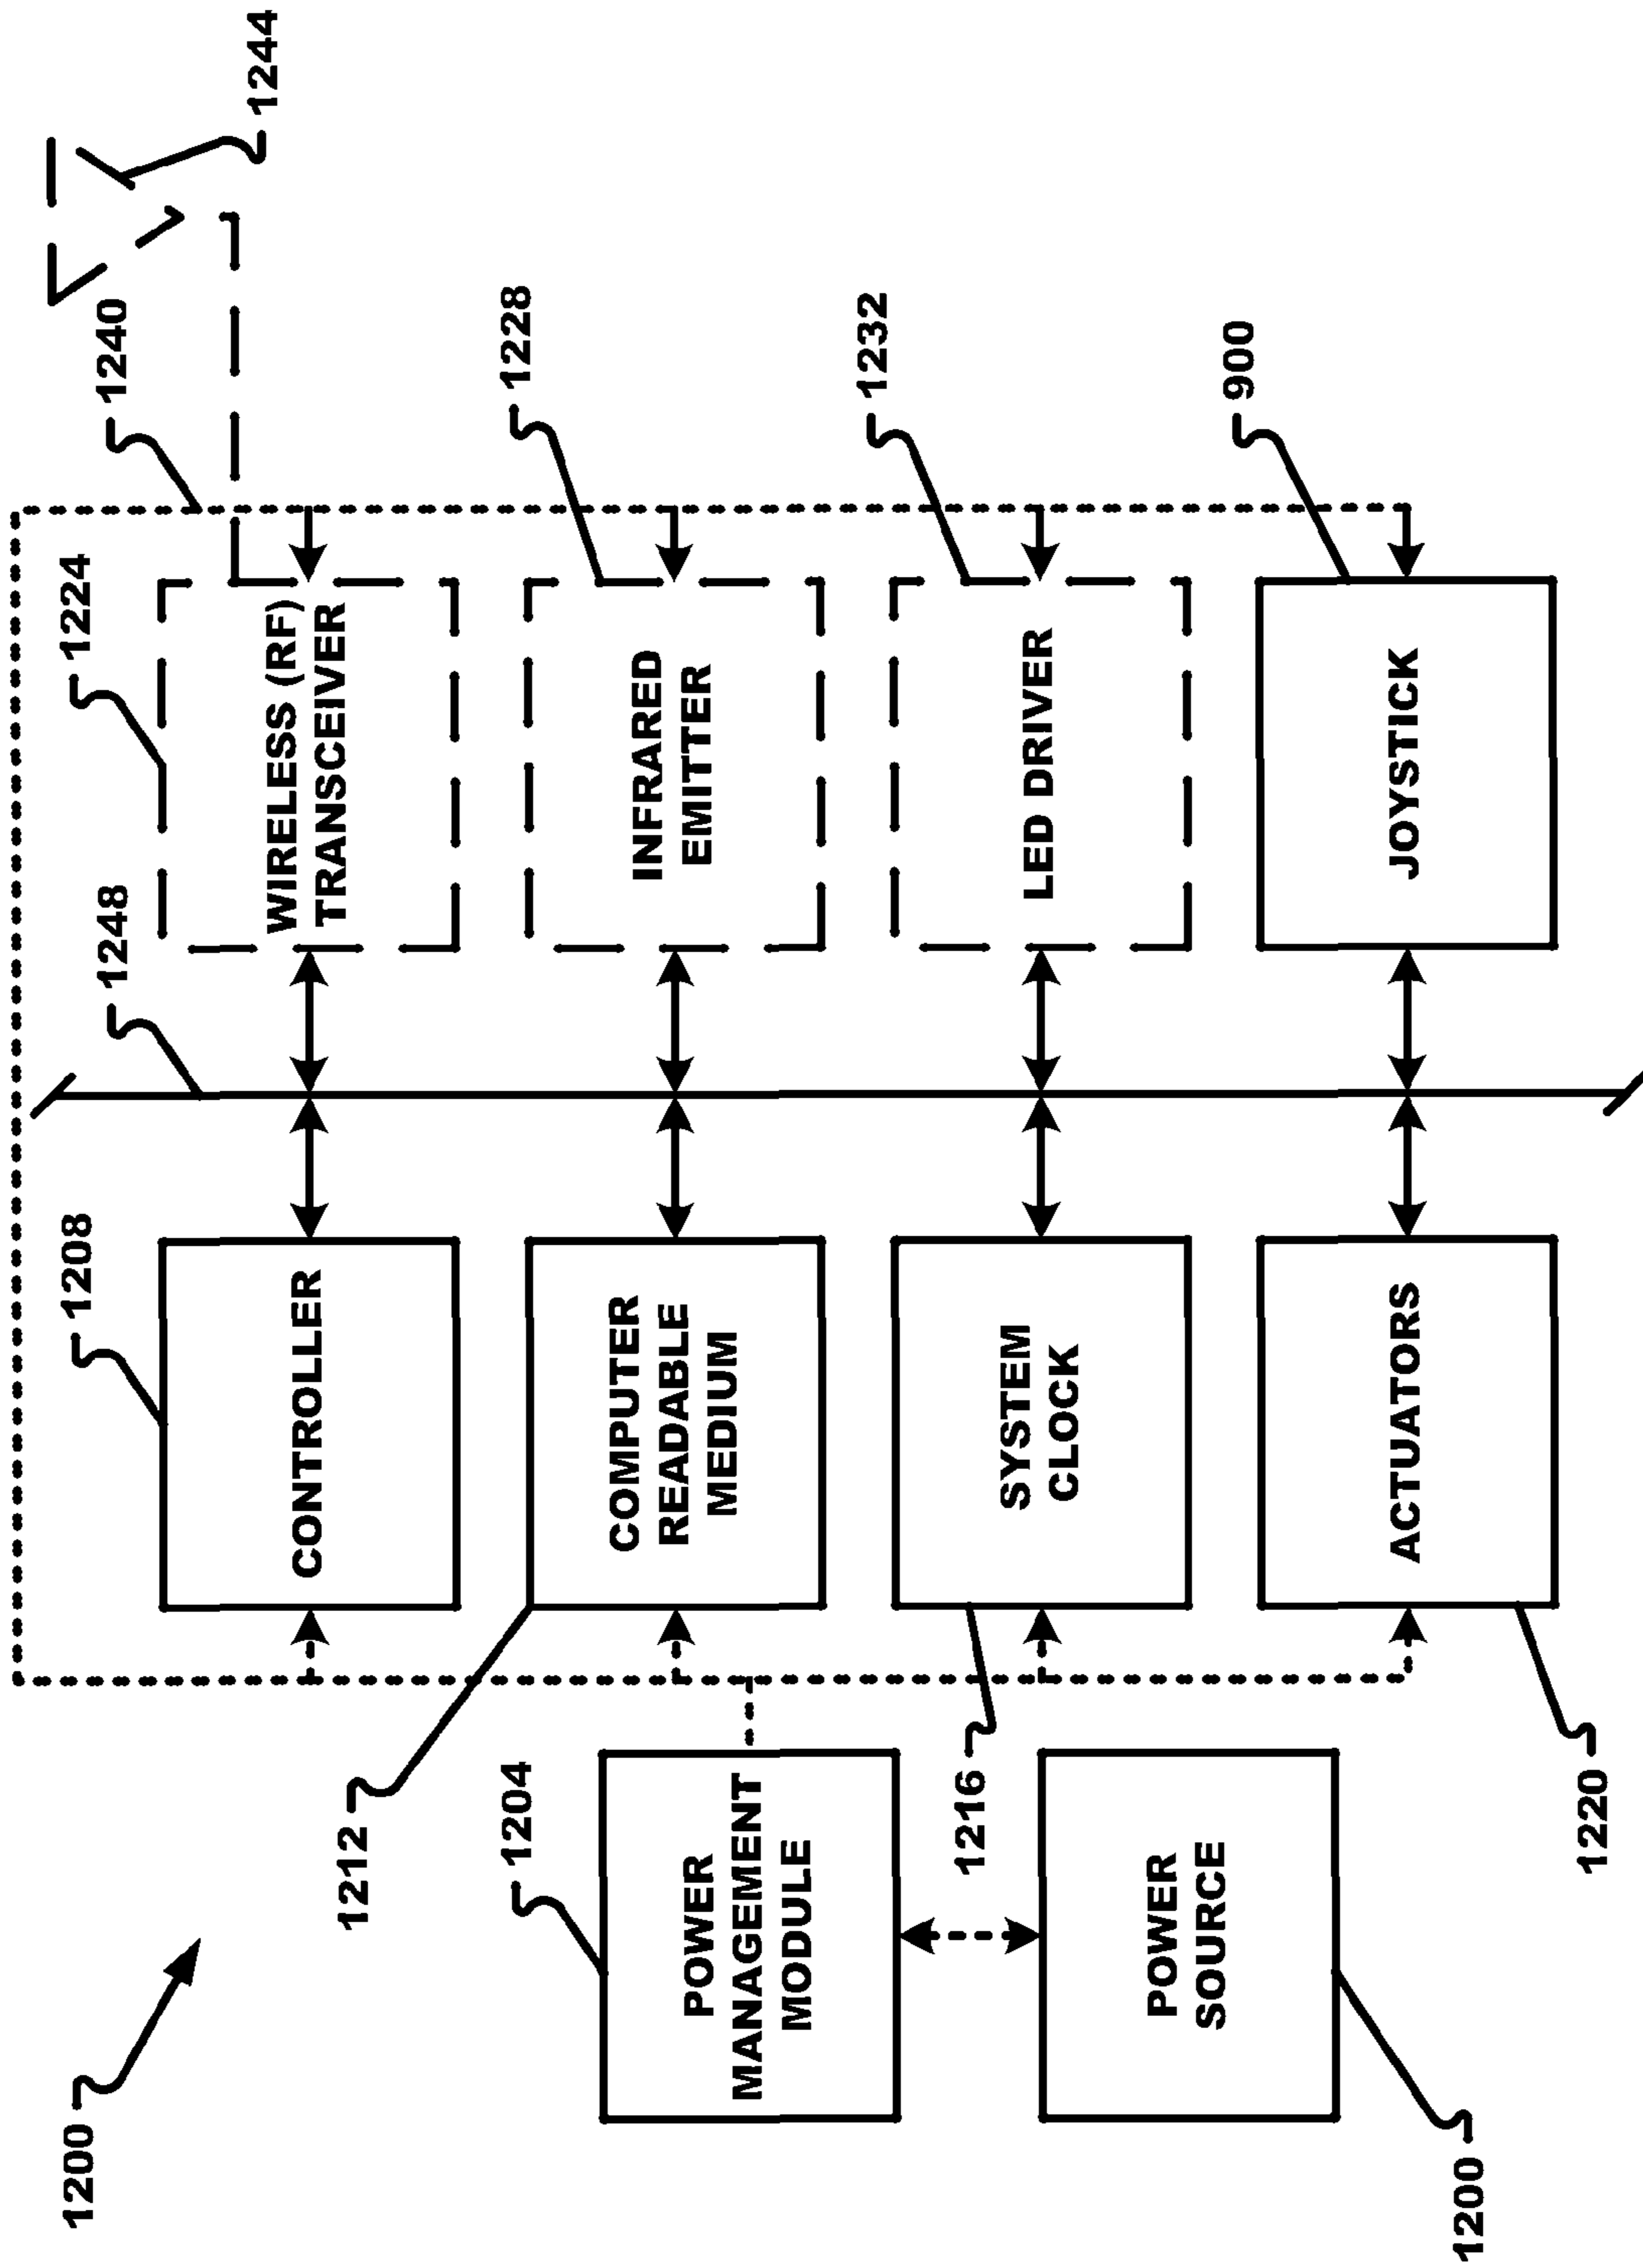 1200
1204
POWER
MANAGEMENT
MODULE
POWER
SOURCE
1200
1208
CONTROLLER
1212
COMPUTER
READABLE
MEDIUM
1216
SYSTEM
CLOCK
1220
ACTUATORS
1248
1224
WIRELESS (RF)
TRANSCEIVER
1240
1244
1228
INFRARED
EMITTER
1232
LED DRIVER
900
JOYSTICK